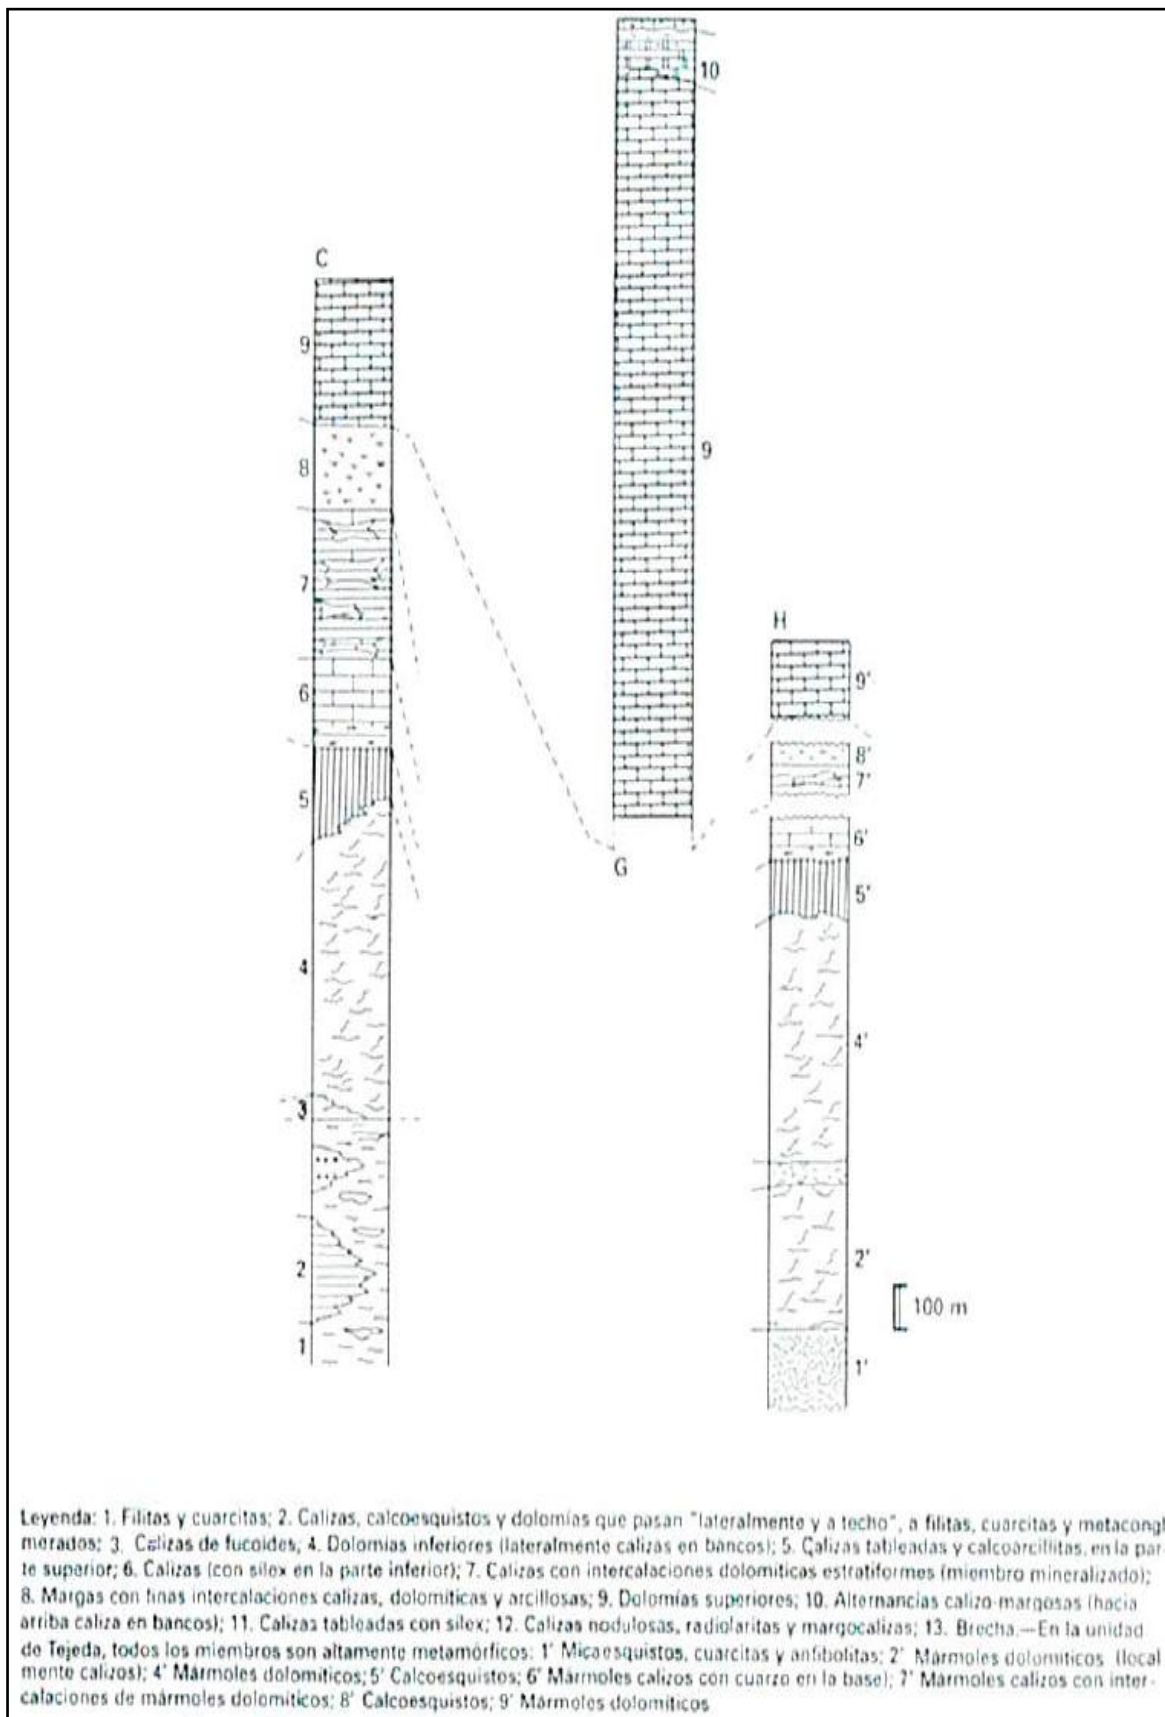 10
C
9
9
8
7
H
6
9'
8'
7'
5
6'
G
5'
4
4'
3
2'
2
100 m
1
1'
Leyenda: 1. Filitas y cuarcitas; 2. Calizas, calcoesquistos y dolomías que pasan "lateralmente y a techo", a filitas, cuarcitas y metacongl
merados; 3. Calizas de fucoides; 4. Dolomías inferiores (lateralmente calizas en bancos); 5. Calizas tableadas y calcoarcillitas, en la par-
te superior; 6. Calizas (con silex en la parte inferior); 7. Calizas con intercalaciones dolomíticas estratiformes (miembro mineralizado);
8. Margas con finas intercalaciones calizas, dolomíticas y arcillosas; 9. Dolomías superiores; 10. Alternancias calizo-margosas (hacia
arriba caliza en bancos); 11. Calizas tableadas con silex; 12. Calizas nodulosas, radiolaritas y margocalizas; 13. Brecha.—En la unidad
de Tejeda, todos los miembros son altamente metamórficos: 1' Micaesquistos, cuarcitas y anfibolitas; 2' Mármoles dolomíticos (local
mente calizos); 4' Mármoles dolomíticos; 5' Calcoesquistos; 6' Mármoles calizos con cuarzo en la base); 7' Mármoles calizos con inter-
calaciones de mármoles dolomíticos; 8' Calcoesquistos; 9' Mármoles dolomíticos